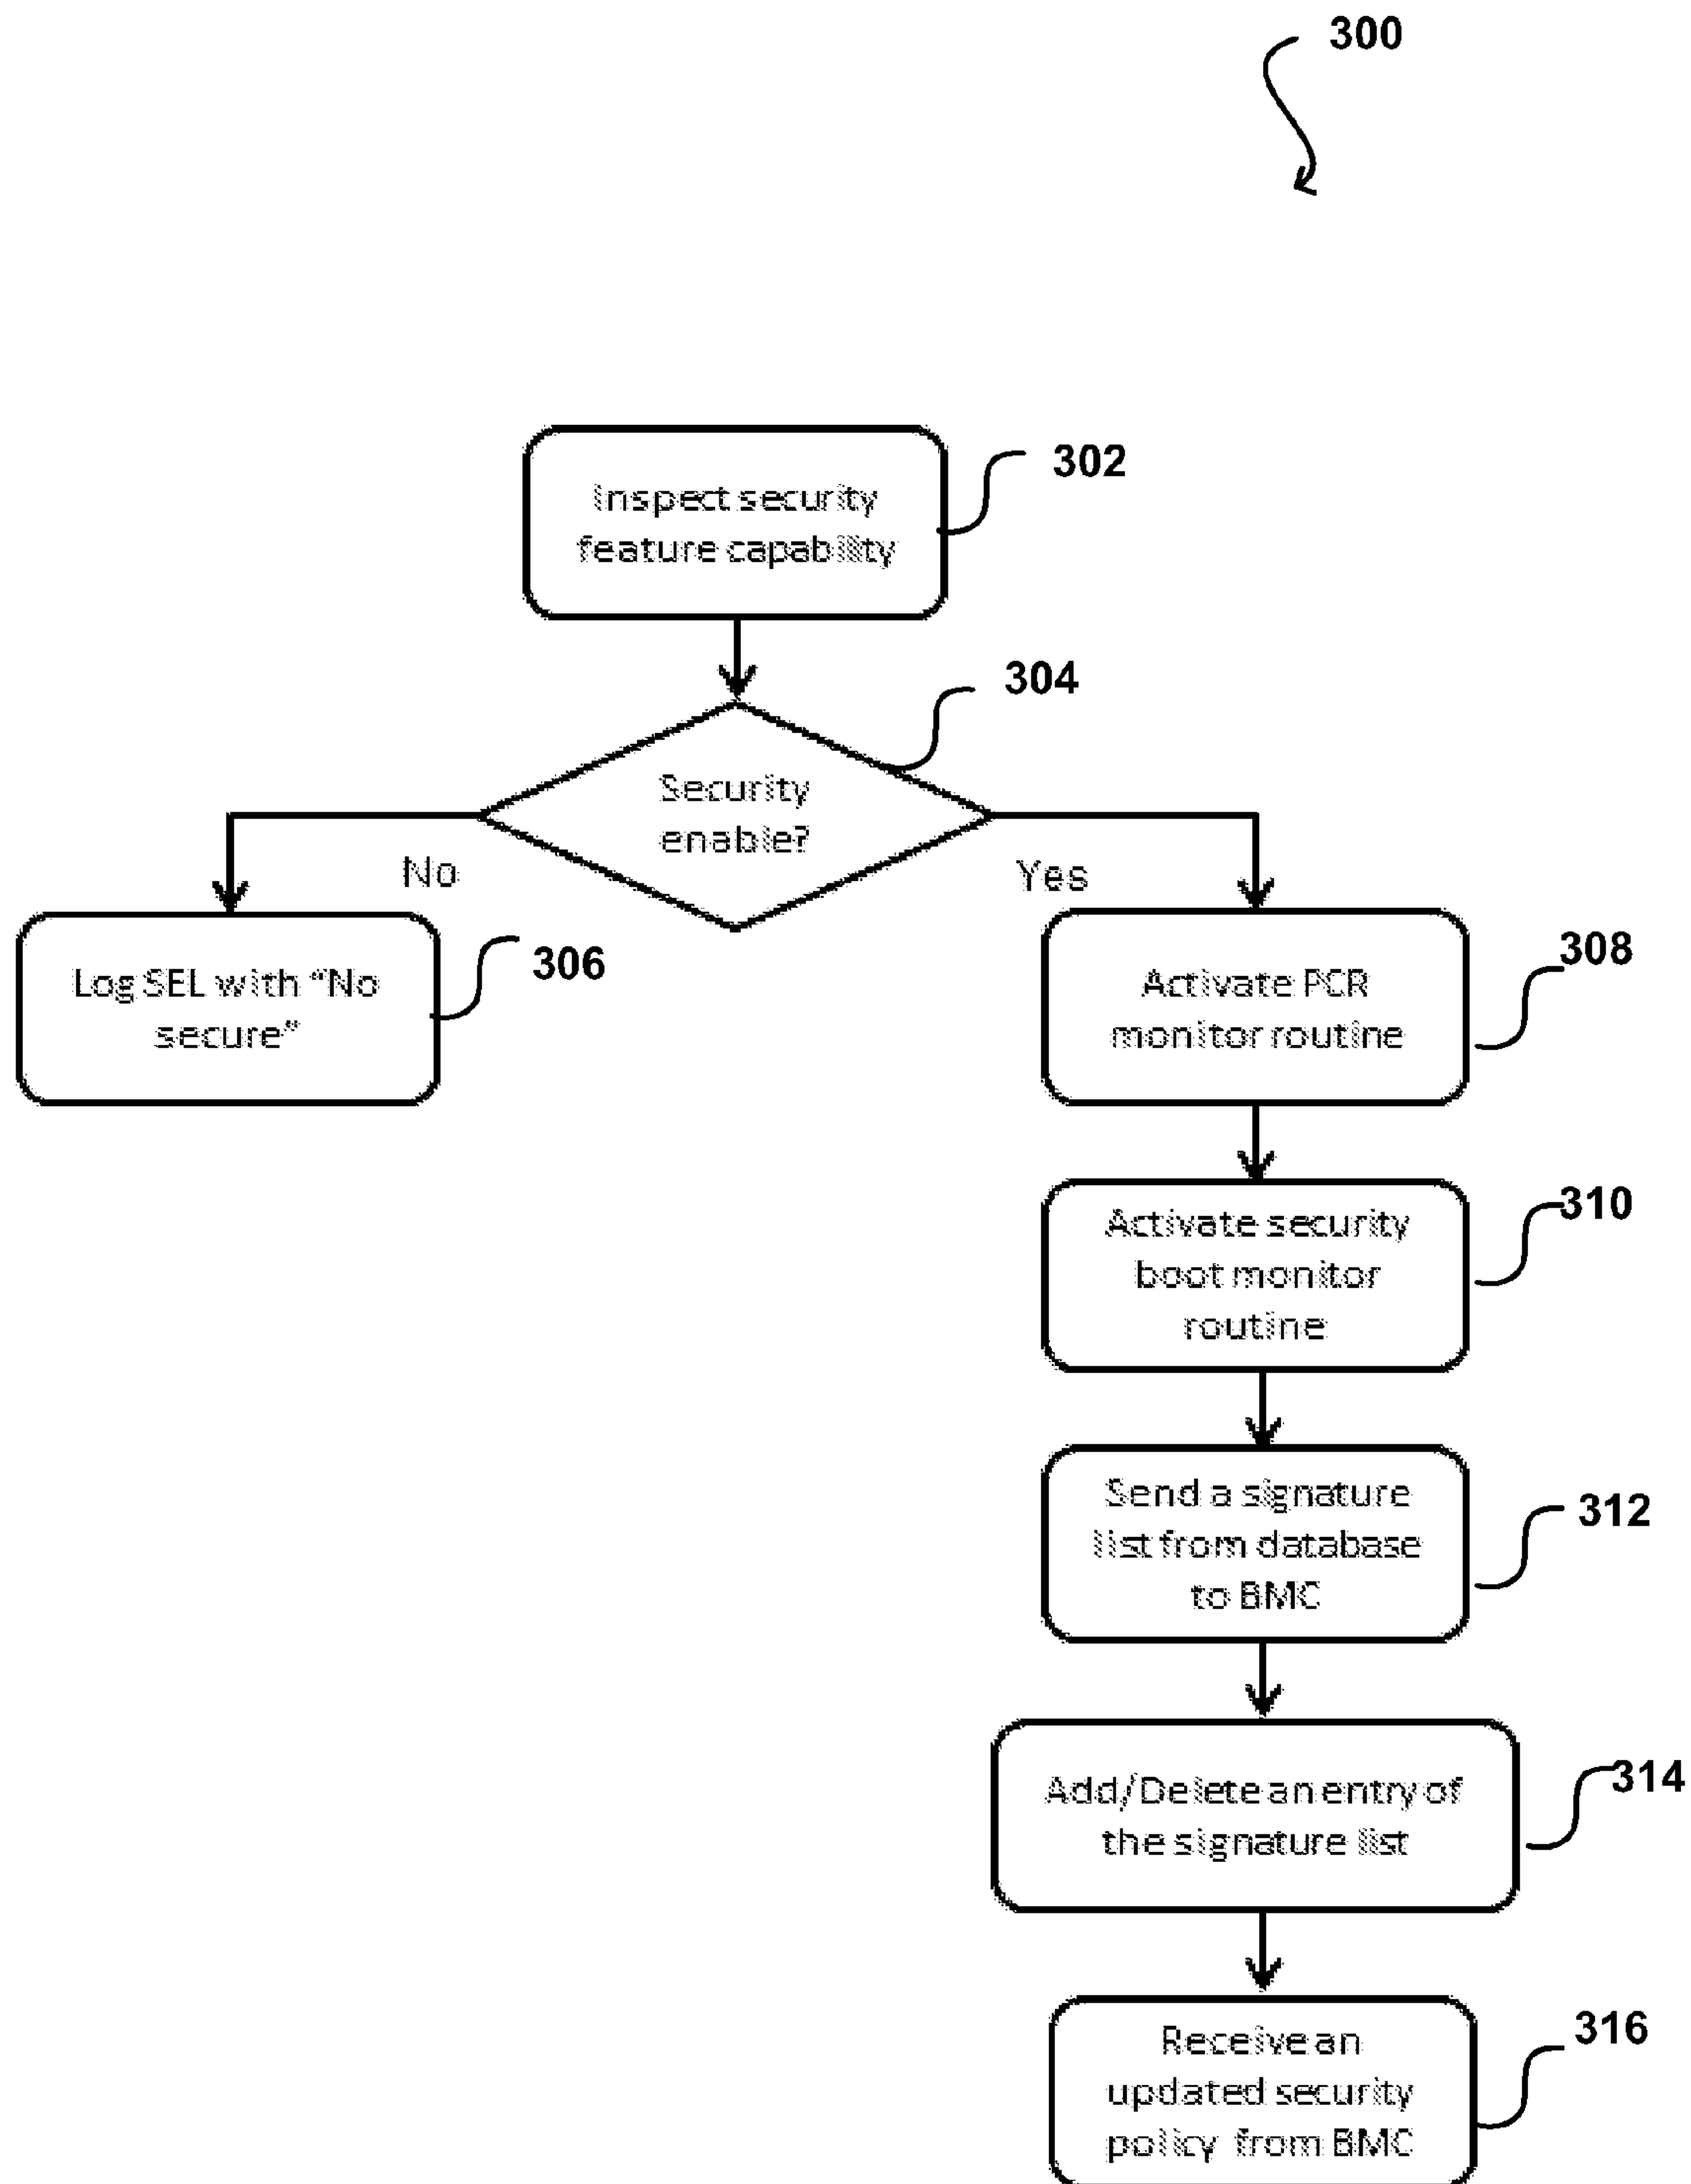 300
Inspect security
feature capability
302
304
Security
enable?
No
Yes
Log SEL with “No
secure”
306
Activate PCR
monitor routine
308
Activate security
boot monitor
routine
310
Send a signature
list from database
to BMC
312
Add/Delete an entry of
the signature list
314
Receive an
updated security
policy from BMC
316